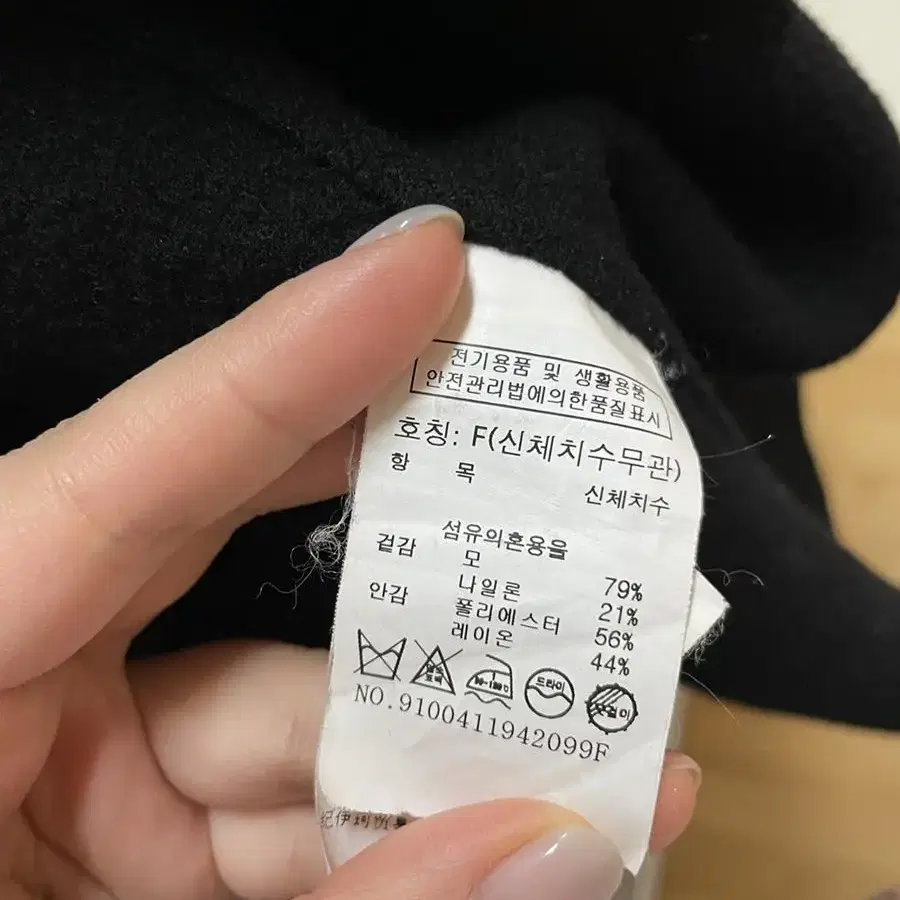 전기용품 및 생활용품
안전관리법에의한품질표시
호칭: F(신체치수무관)
항 목
신체치수
섬유의혼용율
겉감 모 79%
나일론 21%
안감 폴리에스터 56%
레이온 44%
드라이
옷걸이
NO.9100411942099F